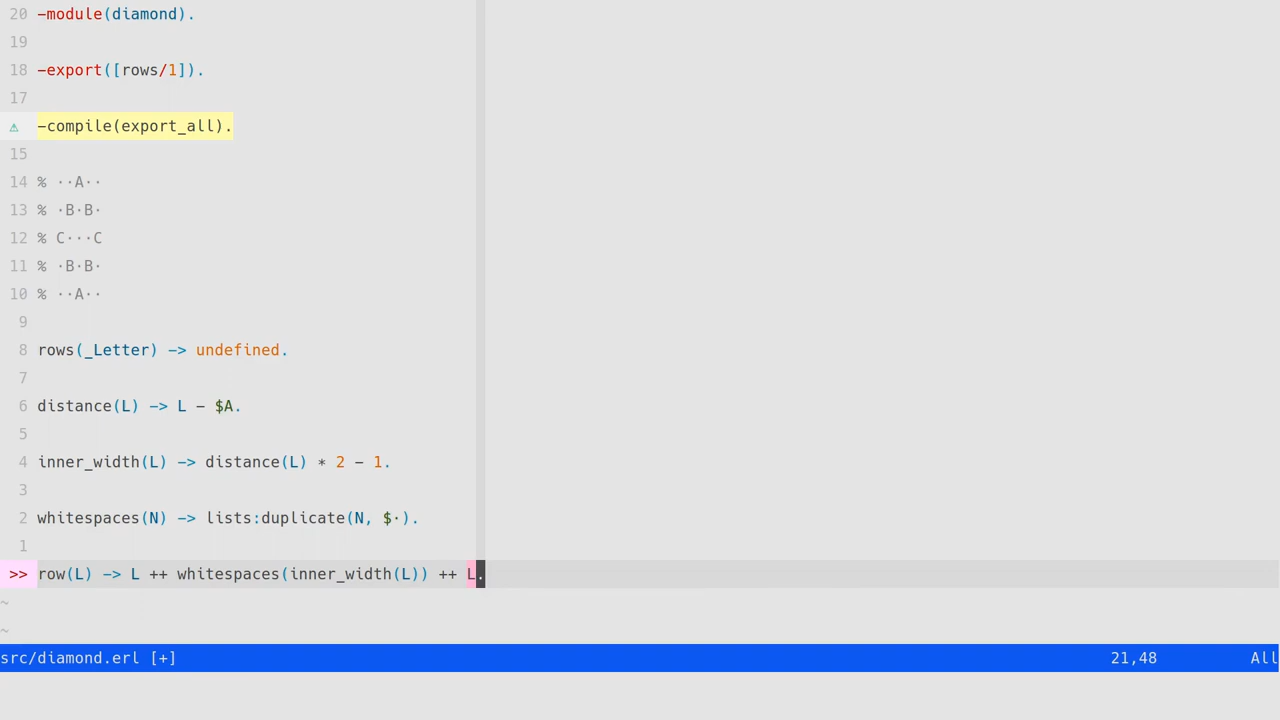 20 -module(diamond).
19
18 -export([rows/1]).
17
⚠ -compile(export_all).
15
14 % ··A··
13 % ·B·B·
12 % C···C
11 % ·B·B·
10 % ··A··
9
8 rows(_Letter) -> undefined.
7
6 distance(L) -> L - $A.
5
4 inner_width(L) -> distance(L) * 2 - 1.
3
2 whitespaces(N) -> lists:duplicate(N, $·).
1
>> row(L) -> L ++ whitespaces(inner_width(L)) ++ L.
~
~
src/diamond.erl [+] 21,48 All